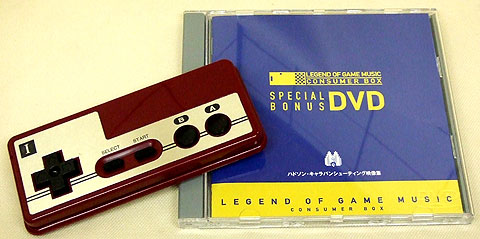 I
SELECT START
B A
LEGEND OF GAME MUSIC
CONSUMER BOX
SPECIAL
BONUS DVD
ハドソン・キャラバンシューティング映像集
LEGEND OF GAME MUSIC
CONSUMER BOX